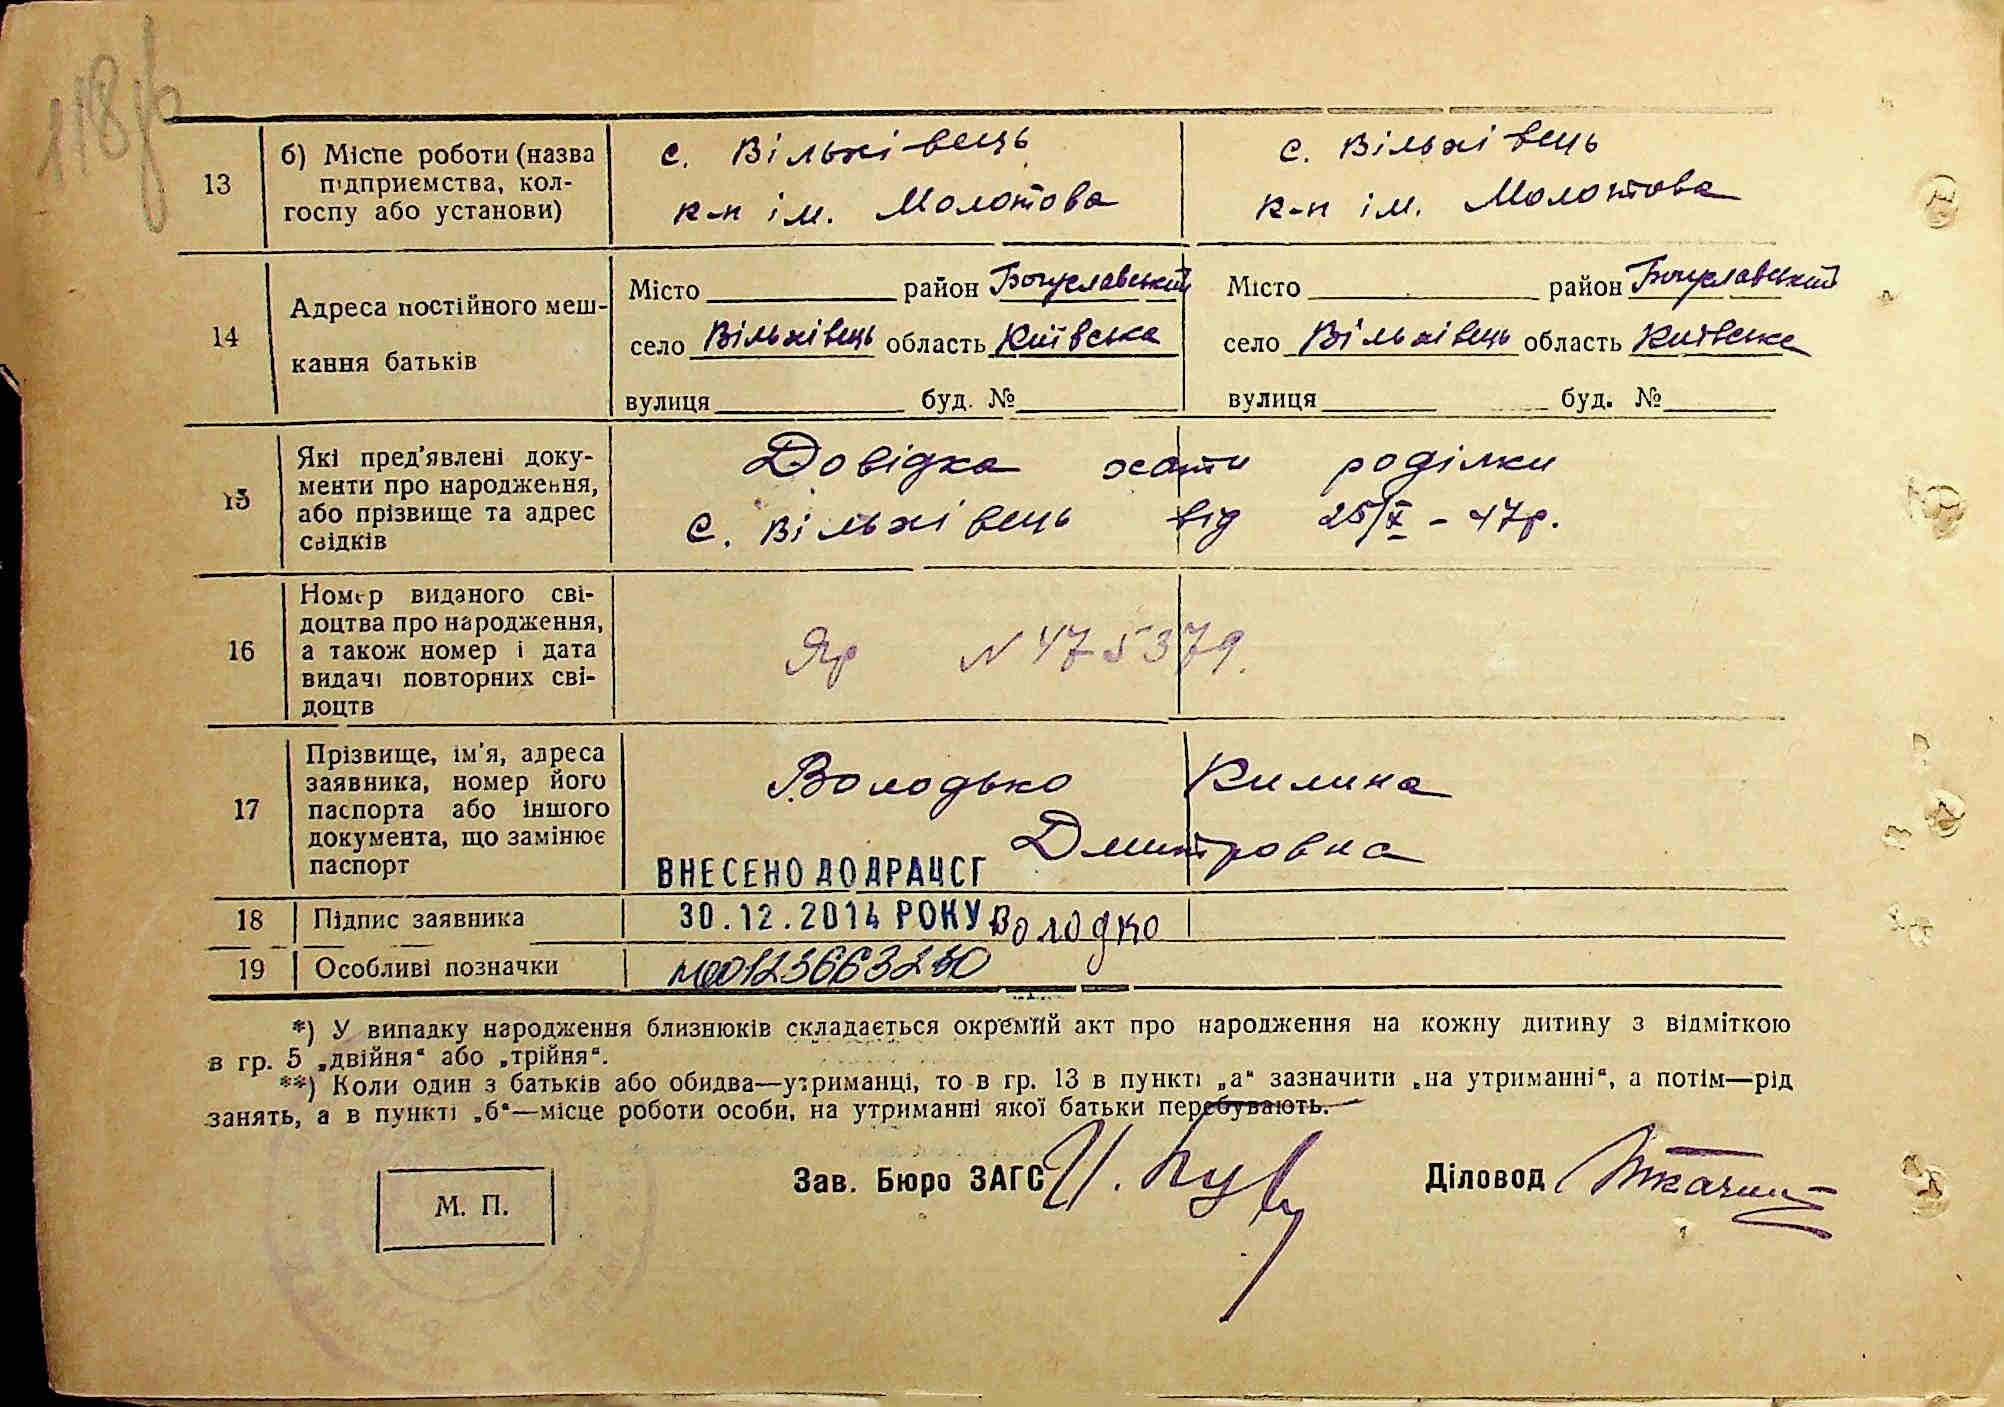 118
13
б) Місце роботи (назва
підприємства, кол-
госпу або установи)
с. Вільхівець
к-п ім. Молотова
с. Вільхівець
к-п ім. Молотова
14
Адреса постійного меш-
кання батьків
Місто район Богуславський
село Вільхівець область Київська
вулиця буд. №
Місто район Богуславський
село Вільхівець область Київська
вулиця буд. №
15
Які пред'явлені доку-
менти про народження,
або прізвище та адрес
свідків
Довідка хати роділки
с. Вільхівець від 25/X - 47р.
16
Номер виданого сві-
доцтва про народження,
а також номер і дата
видачі повторних сві-
доцтв
Яр N 475379.
17
Прізвище, ім'я, адреса
заявника, номер його
паспорта або іншого
документа, що замінює
паспорт
Володько Килина
Дмитровна
ВНЕСЕНО ДО ДРАЦСГ
18 Підпис заявника 30.12.2014 РОКУ Володко
19 Особливі позначки 00123663250
*) У випадку народження близнюків складається окремий акт про народження на кожну дитину з відміткою
в гр. 5 „двійня“ або „трійня“.
**) Коли один з батьків або обидва—утриманці, то в гр. 13 в пункті „а“ зазначити „на утриманні“, а потім—рід
занять, а в пункті „б“—місце роботи особи, на утриманні якої батьки перебувають.
М. П.
Зав. Бюро ЗАГС
Діловод